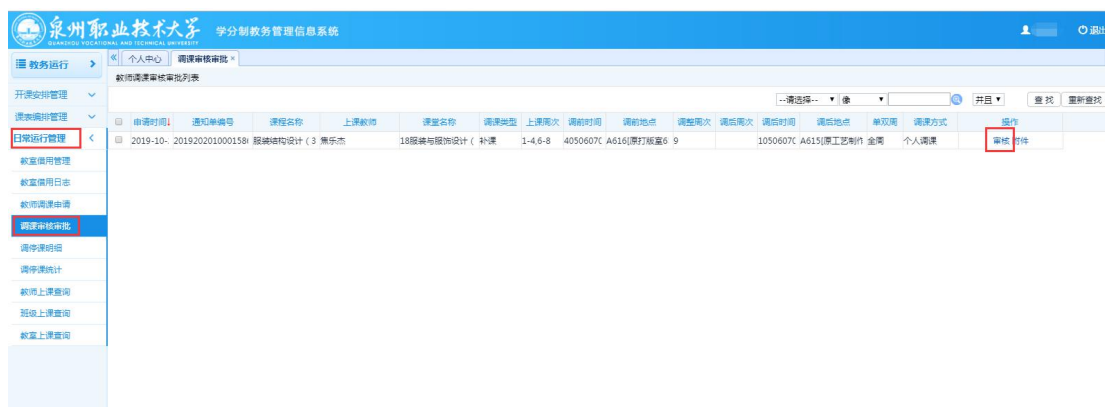 泉州职业技术大学 学分制教务管理信息系统
QUANZHOU VOCATIONAL AND TECHNICAL UNIVERSITY
退出
教务运行 个人中心 调课审核审批 ×
教师调课审核审批列表
开课安排管理
--请选择-- 像 并且 查找 重新查找
课表编排管理
申请时间 通知单编号 课程名称 上课教师 课堂名称 调课类型 上课周次 调前时间 调前地点 调整周次 调后周次 调后时间 调后地点 单双周 调课方式 操作
日常运行管理
2019-10- 201920201000158 服装结构设计 ( 3 焦乐杰 18服装与服饰设计 ( 补课 1-4,6-8 4050607( A616[原打版室6 9 1050607( A615[原工艺制作 全周 个人调课 审核 附件
教室借用管理
教室借用日志
教师调课申请
调课审核审批
调停课明细
调停课统计
教师上课查询
班级上课查询
教室上课查询